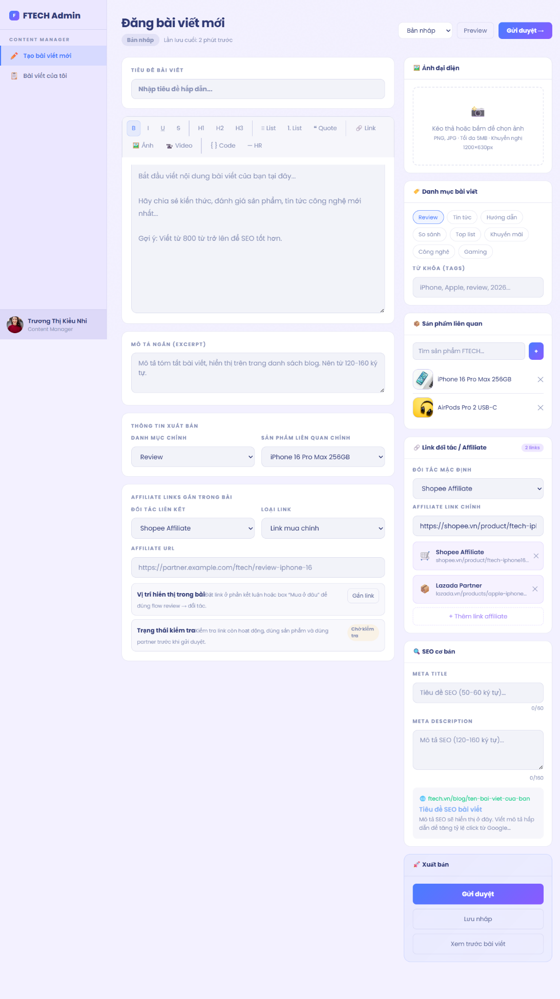 F FTECH Admin
CONTENT MANAGER
Tạo bài viết mới
Bài viết của tôi
Trương Thị Kiều Nhi
Content Manager
Đăng bài viết mới
Bản nháp Lần lưu cuối: 2 phút trước
Bản nháp Preview Gửi duyệt →
TIÊU ĐỀ BÀI VIẾT
Nhập tiêu đề hấp dẫn...
B I U S H1 H2 H3 ≡ List 1. List ❝ Quote Link
Ảnh Video { } Code — HR
Bắt đầu viết nội dung bài viết của bạn tại đây...
Hãy chia sẻ kiến thức, đánh giá sản phẩm, tin tức công nghệ mới
nhất...
Gợi ý: Viết từ 800 từ trở lên để SEO tốt hơn.
MÔ TẢ NGẮN (EXCERPT)
Mô tả tóm tắt bài viết, hiển thị trên trang danh sách blog. Nên từ 120-160 ký
tự.
THÔNG TIN XUẤT BẢN
DANH MỤC CHÍNH SẢN PHẨM LIÊN QUAN CHÍNH
Review iPhone 16 Pro Max 256GB
AFFILIATE LINKS GẮN TRONG BÀI
ĐỐI TÁC LIÊN KẾT LOẠI LINK
Shopee Affiliate Link mua chính
AFFILIATE URL
https://partner.example.com/ftech/review-iphone-16
Vị trí hiển thị trong bàiĐặt link ở phần kết luận hoặc box “Mua ở đâu” để
đúng flow review → đối tác.
Gắn link
Trạng thái kiểm traKiểm tra link còn hoạt động, đúng sản phẩm và đúng
partner trước khi gửi duyệt.
Chờ kiểm
tra
Ảnh đại diện
Kéo thả hoặc bấm để chọn ảnh
PNG, JPG · Tối đa 5MB · Khuyến nghị
1200×630px
Danh mục bài viết
Review Tin tức Hướng dẫn
So sánh Top list Khuyến mãi
Công nghệ Gaming
TỪ KHÓA (TAGS)
iPhone, Apple, review, 2026...
Sản phẩm liên quan
Tìm sản phẩm FTECH... +
iPhone 16 Pro Max 256GB
AirPods Pro 2 USB-C
Link đối tác / Affiliate 2 links
ĐỐI TÁC MẶC ĐỊNH
Shopee Affiliate
AFFILIATE LINK CHÍNH
https://shopee.vn/product/ftech-ipl
Shopee Affiliate
shopee.vn/product/ftech-iphone16...
Lazada Partner
lazada.vn/products/apple-iphone...
+ Thêm link affiliate
SEO cơ bản
META TITLE
Tiêu đề SEO (50-60 ký tự)...
0/60
META DESCRIPTION
Mô tả SEO (120-160 ký tự)...
0/160
ftech.vn/blog/ten-bai-viet-cua-ban
Tiêu đề SEO bài viết
Mô tả SEO sẽ hiển thị ở đây. Viết mô tả hấp
dẫn để tăng tỷ lệ click từ Google...
Xuất bản
Gửi duyệt
Lưu nháp
Xem trước bài viết